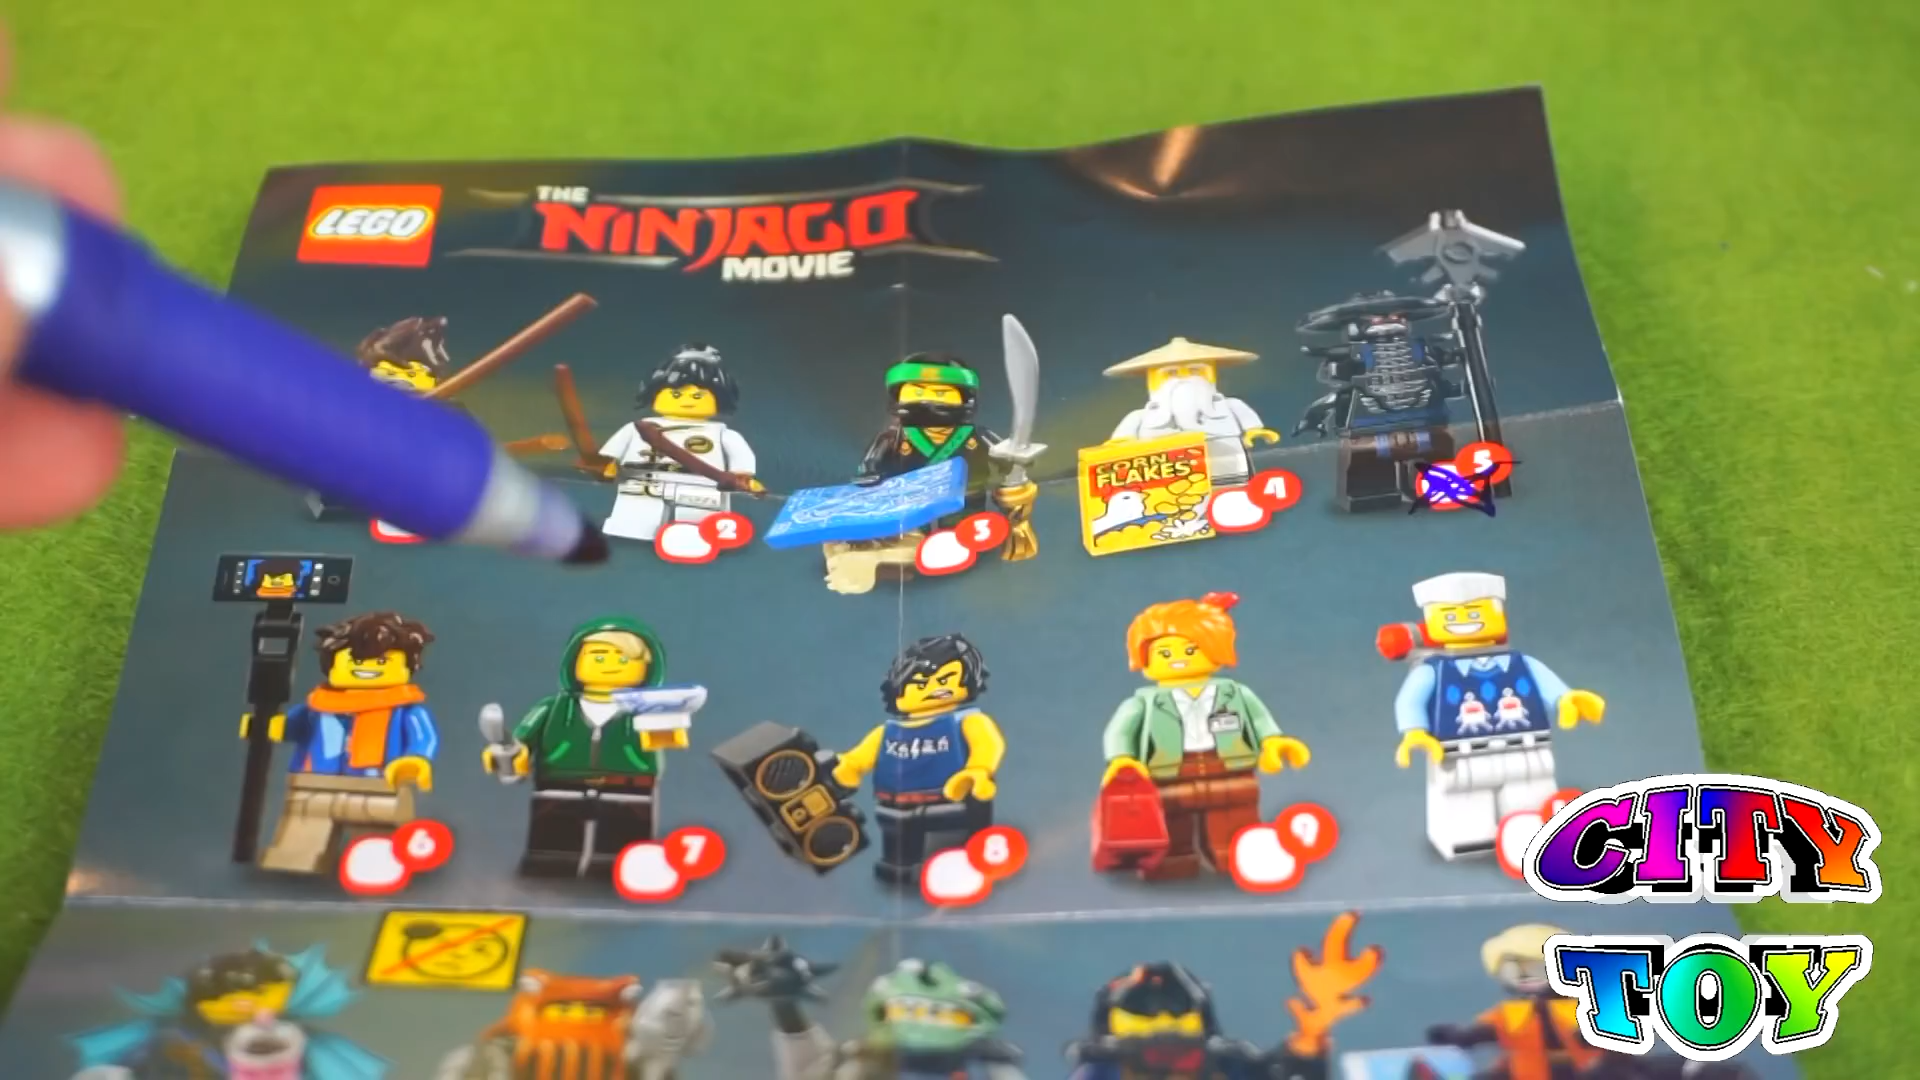 LEGO
THE
NINJAGO
MOVIE
CORN
FLAKES
2
3
4
5
6
7
8
9
CITY
TOY